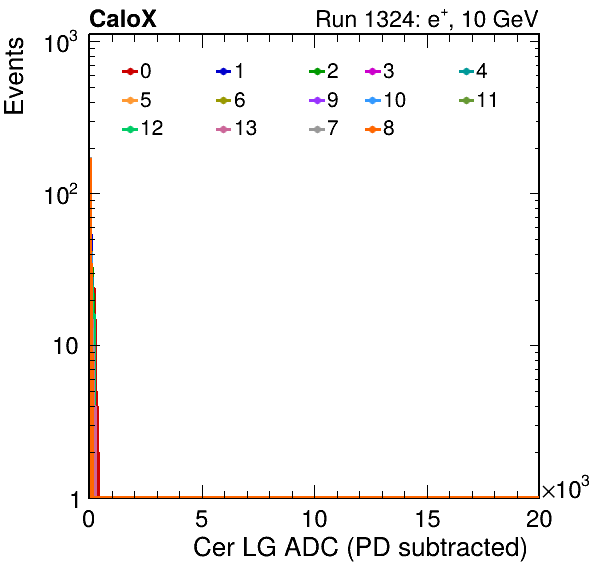 CaloX Run 1324: e⁺, 10 GeV
Events
10³
10²
10
1
0 1 2 3 4
5 6 9 10 11
12 13 7 8
0 5 10 15 20
×10³
Cer LG ADC (PD subtracted)